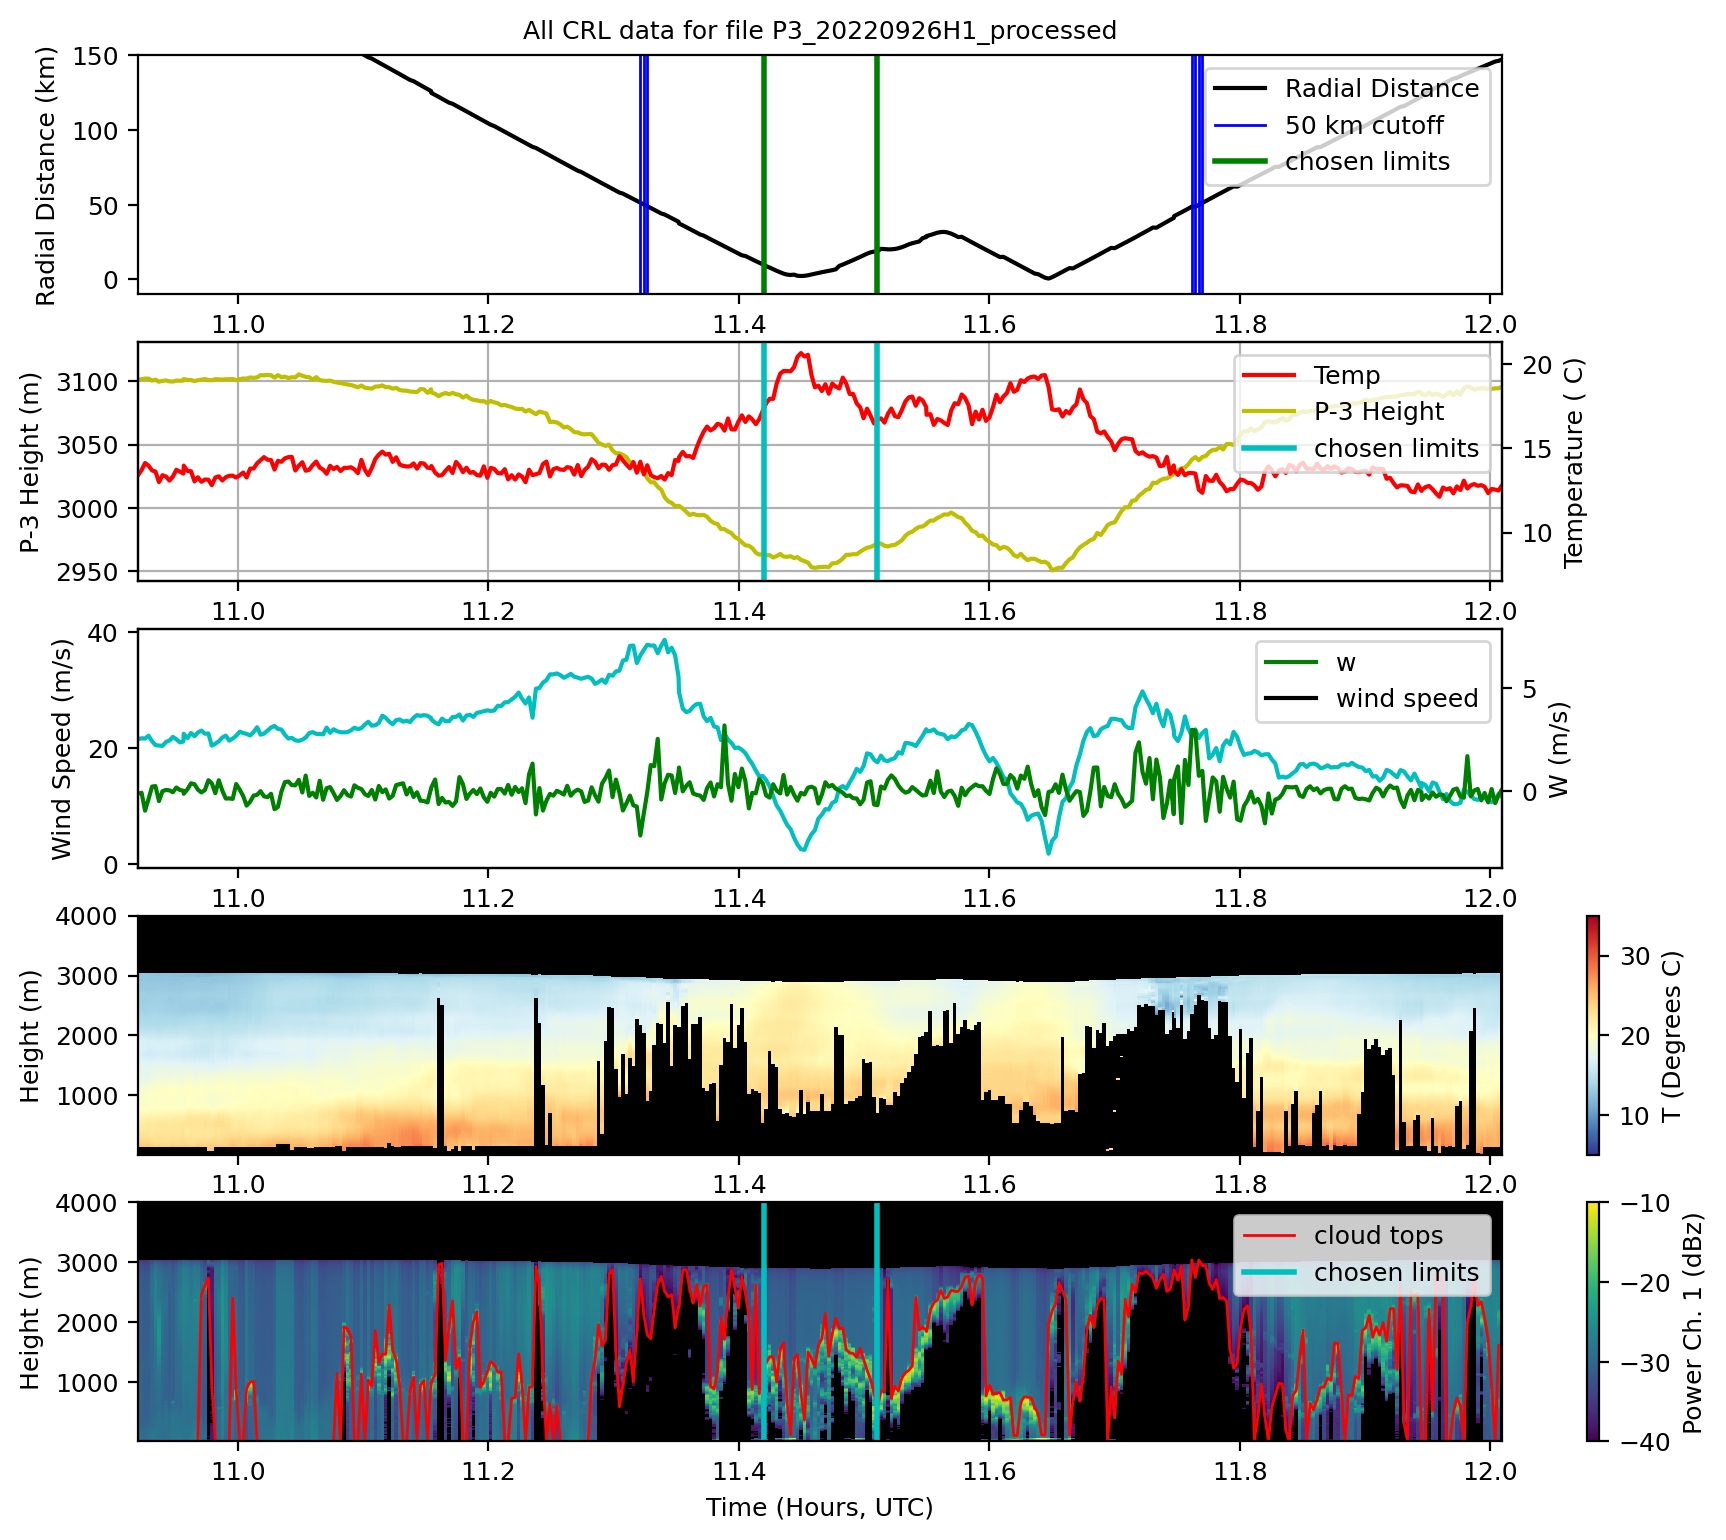 All CRL data for file P3_20220926H1_processed
Radial Distance (km)
150
100
50
0
Radial Distance
50 km cutoff
chosen limits
11.0 11.2 11.4 11.6 11.8 12.0
P-3 Height (m)
3100
3050
3000
2950
Temp
P-3 Height
chosen limits
20
15
10
Temperature ( C)
11.0 11.2 11.4 11.6 11.8 12.0
Wind Speed (m/s)
40
20
0
w
wind speed
5
0
W (m/s)
11.0 11.2 11.4 11.6 11.8 12.0
Height (m)
4000
3000
2000
1000
30
20
10
T (Degrees C)
11.0 11.2 11.4 11.6 11.8 12.0
Height (m)
4000
3000
2000
1000
cloud tops
chosen limits
−10
−20
−30
−40
Power Ch. 1 (dBz)
11.0 11.2 11.4 11.6 11.8 12.0
Time (Hours, UTC)